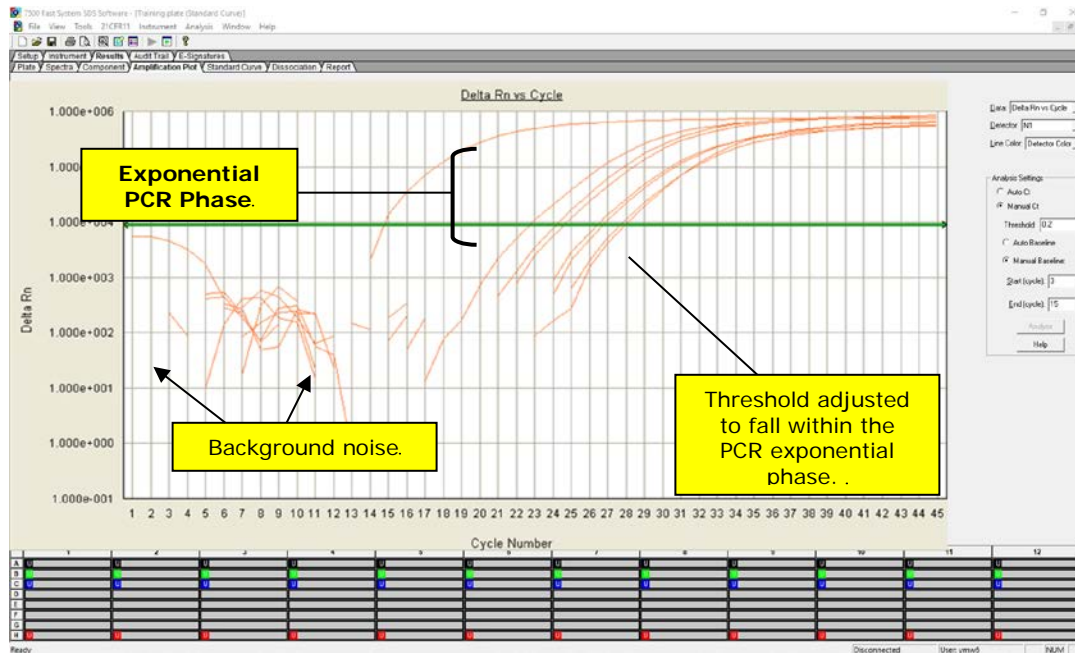 7500 Fast System SDS Software - [Training plate (Standard Curve)]
File View Tools 21CFR11 Instrument Analysis Window Help
Setup Instrument Results Audit Trail E-Signatures
Plate Spectra Component Amplification Plot Standard Curve Dissociation Report
Delta Rn vs Cycle
Data: Delta Rn vs Cycle
Detector: N1
Line Color: Detector Color
Analysis Settings
Auto Ct
Manual Ct
Threshold: 0.2
Auto Baseline
Manual Baseline:
Start (cycle): 3
End (cycle): 15
Analyze
Help
1.000e+006
1.000e+004
1.000e+003
1.000e+002
1.000e+001
1.000e+000
1.000e-001
Delta Rn
Exponential
PCR Phase.
Background noise.
Threshold adjusted
to fall within the
PCR exponential
phase. .
1 2 3 4 5 6 7 8 9 10 11 12 13 14 15 16 17 18 19 20 21 22 23 24 25 26 27 28 29 30 31 32 33 34 35 36 37 38 39 40 41 42 43 44 45
Cycle Number
1 2 3 4 5 6 7 8 9 10 11 12
A U U U U U U U U U U U U
B
C U U U U U U U U U U U U
D
E
F
G
H U U U U U U U U U U U U
Ready Disconnected User: vmw6 NUM